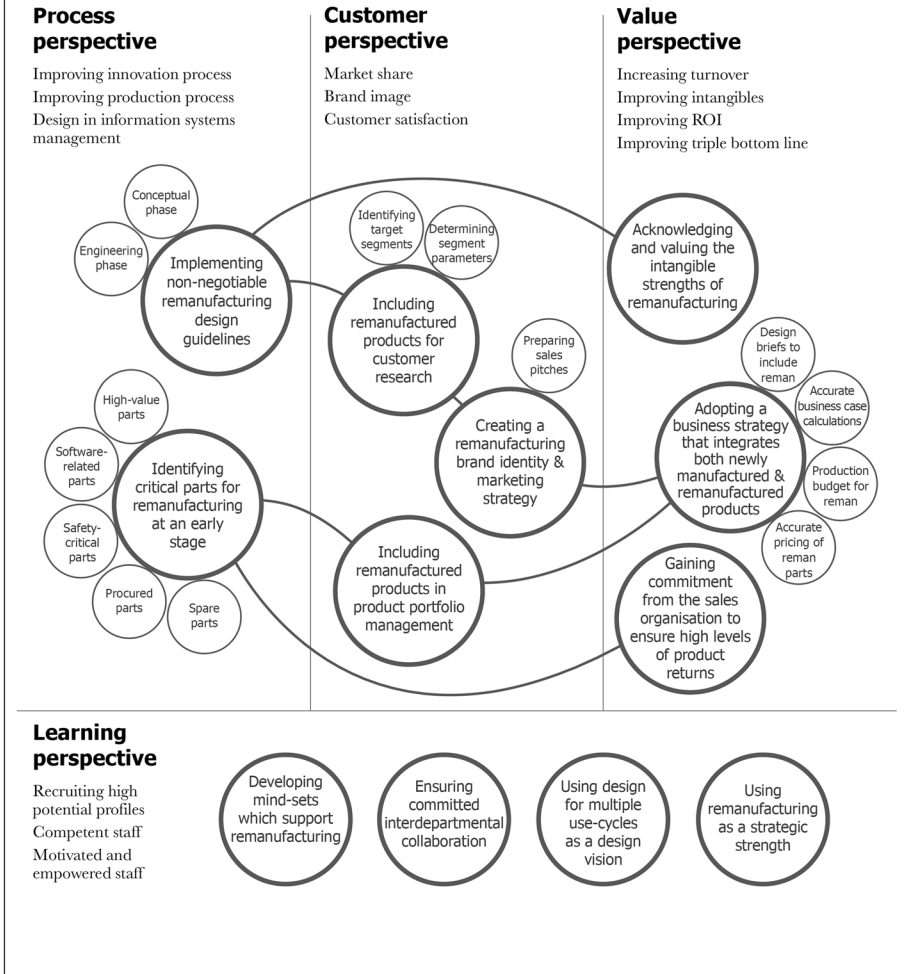 Process
perspective
Improving innovation process
Improving production process
Design in information systems
management
Customer
perspective
Market share
Brand image
Customer satisfaction
Value
perspective
Increasing turnover
Improving intangibles
Improving ROI
Improving triple bottom line
Conceptual
phase
Engineering
phase
Implementing
non-negotiable
remanufacturing
design
guidelines
High-value
parts
Software-
related
parts
Safety-
critical
parts
Procured
parts
Spare
parts
Identifying
critical parts for
remanufacturing
at an early
stage
Identifying
target
segments
Determining
segment
parameters
Including
remanufactured
products for
customer
research
Preparing
sales
pitches
Creating a
remanufacturing
brand identity &
marketing
strategy
Including
remanufactured
products in
product portfolio
management
Acknowledging
and valuing the
intangible
strengths of
remanufacturing
Design
briefs to
include
reman
Accurate
business case
calculations
Production
budget for
reman
Accurate
pricing of
reman
parts
Adopting a
business strategy
that integrates
both newly
manufactured &
remanufactured
products
Gaining
commitment
from the sales
organisation to
ensure high levels
of product
returns
Learning
perspective
Recruiting high
potential profiles
Competent staff
Motivated and
empowered staff
Developing
mind-sets
which support
remanufacturing
Ensuring
committed
interdepartmental
collaboration
Using design
for multiple
use-cycles
as a design
vision
Using
remanufacturing
as a strategic
strength